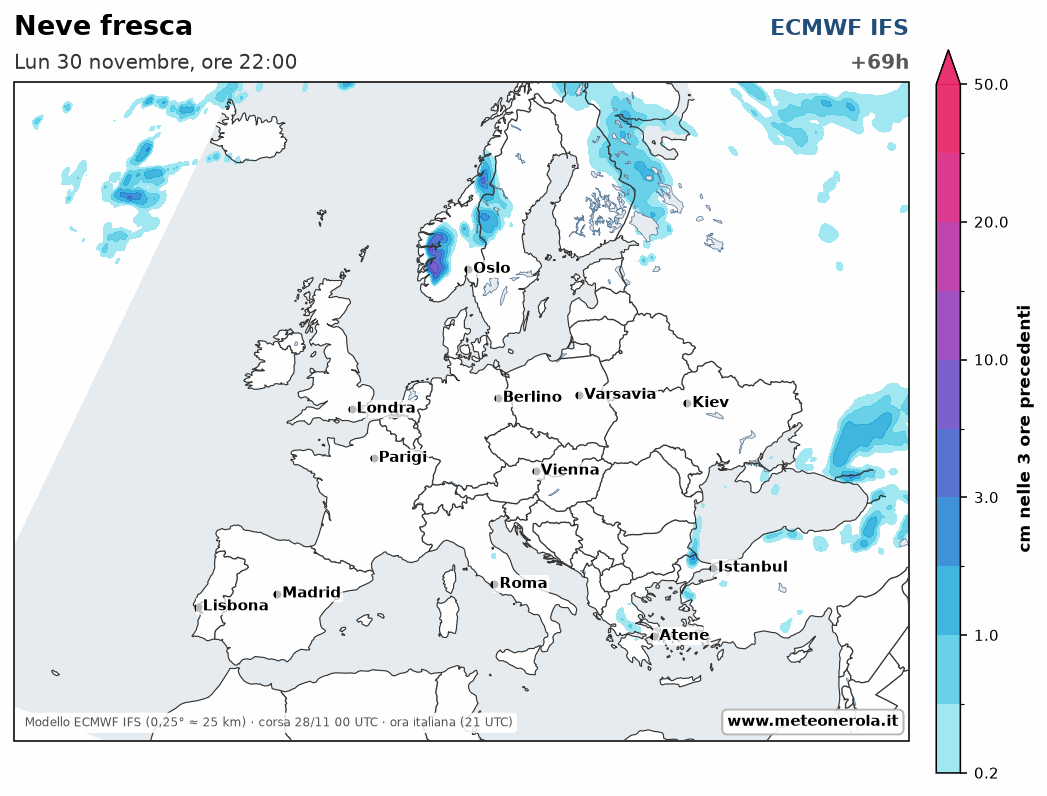 Neve fresca
ECMWF IFS
Lun 30 novembre, ore 22:00
+69h
50.0
20.0
10.0
3.0
1.0
0.2
cm nelle 3 ore precedenti
Oslo
Berlino
Varsavia
Kiev
Londra
Parigi
Vienna
Istanbul
Roma
Madrid
Lisbona
Atene
Modello ECMWF IFS (0,25° ≈ 25 km) · corsa 28/11 00 UTC · ora italiana (21 UTC)
www.meteonerola.it